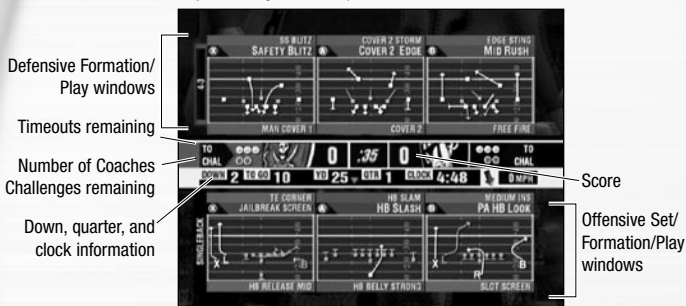 Defensive Formation/
Play windows
Timeouts remaining
Number of Coaches
Challenges remaining
Down, quarter, and
clock information
Score
Offensive Set/
Formation/Play
windows
SS BLITZ
SAFETY BLITZ
MAN COVER 1
COVER 2 STORM
COVER 2 EDGE
COVER 2
EDGE STING
MID RUSH
FREE FIRE
4-3
TO
CHAL
0 :35 0
TO
CHAL
DOWN 2 TO GO 10 YD 25 QTR 1 CLOCK 4:48 0 MPH
SINGLEBACK
TE CORNER
JAILBREAK SCREEN
X B
HB RELEASE MID
HB SLAM
HB SLASH
HB BELLY STRONG
MEDIUM INS
PA HB LOOK
X R B
SLOT SCREEN